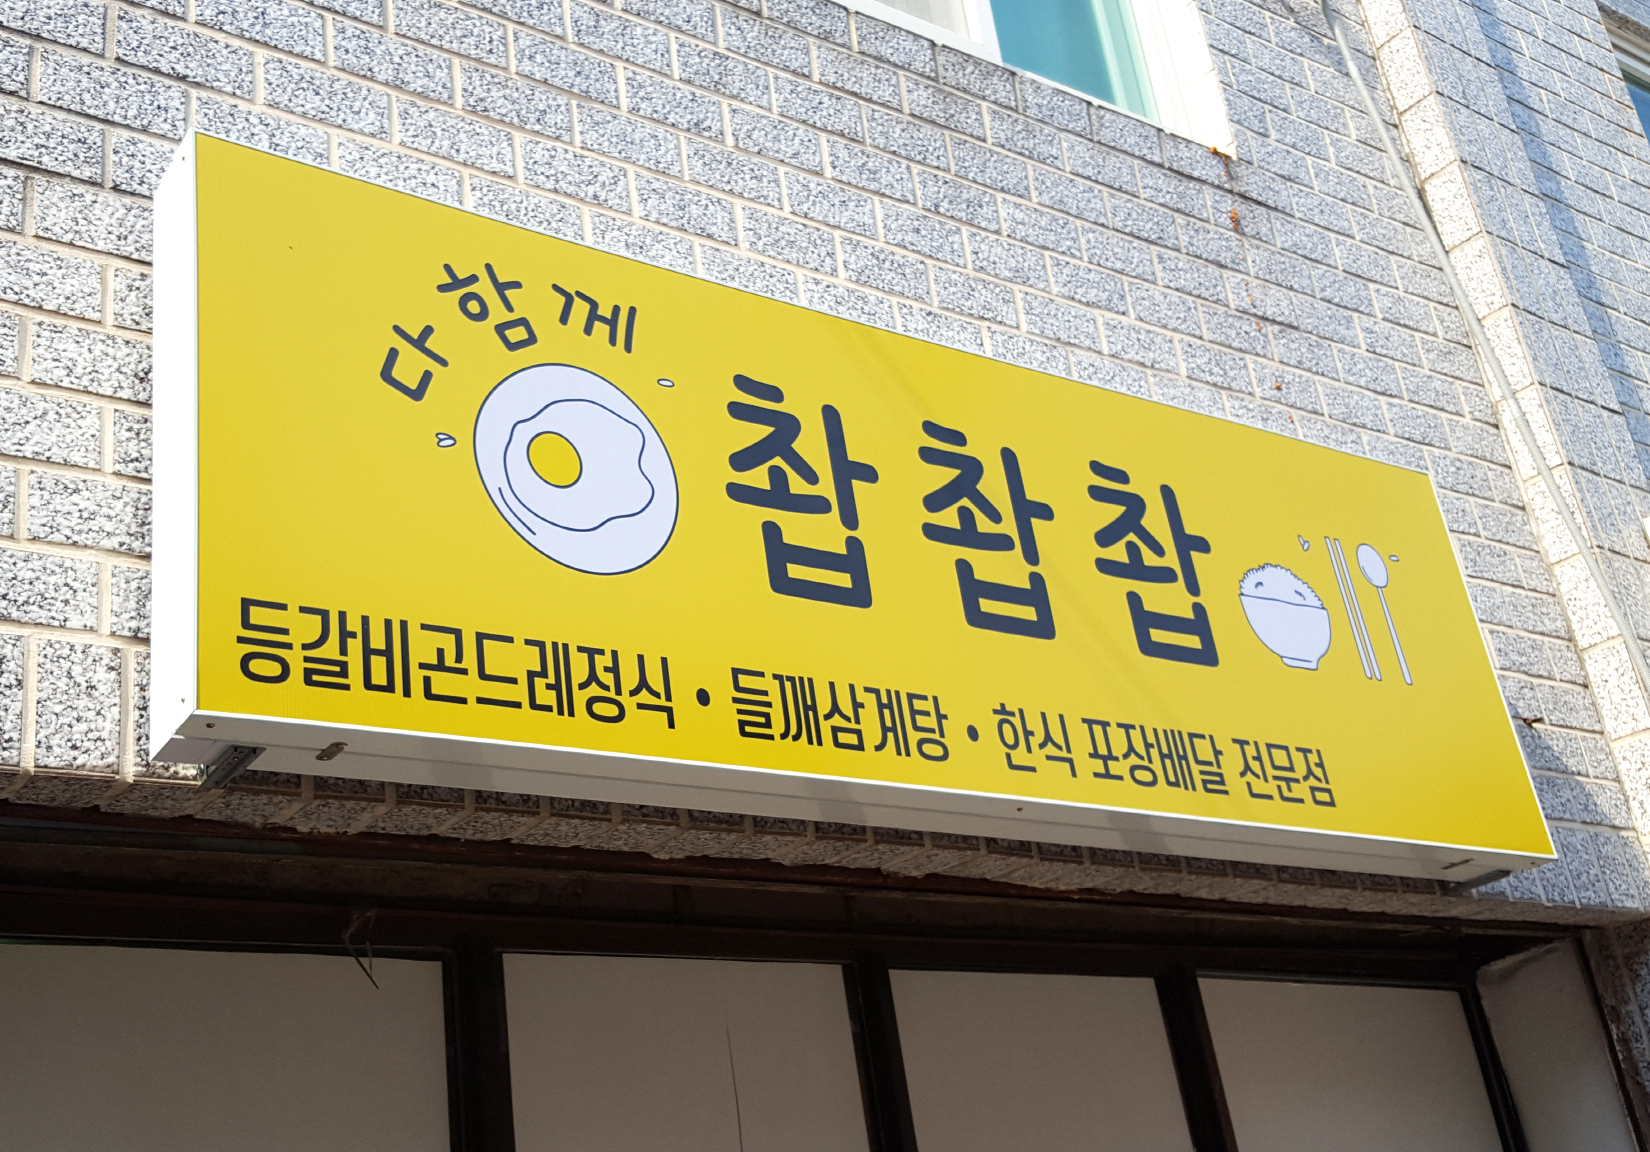 다함께
촵촵촵
등갈비곤드레정식 • 들깨삼계탕 • 한식 포장배달 전문점